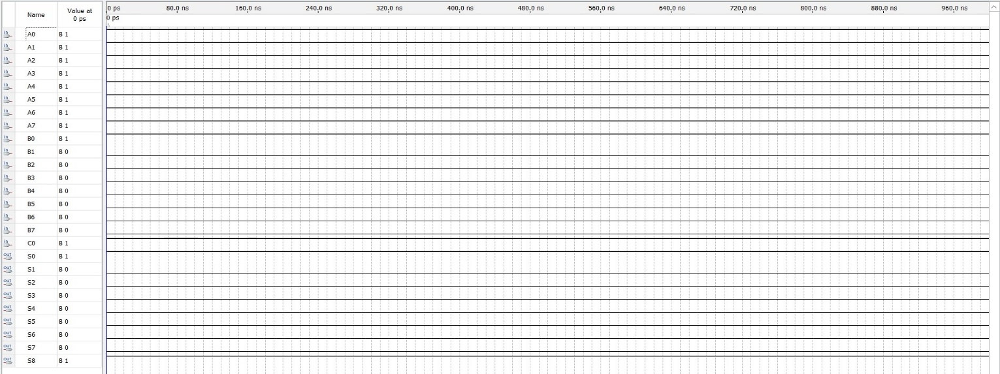 Name Value at 0 ps 0 ps 80.0 ns 160.0 ns 240.0 ns 320.0 ns 400.0 ns 480.0 ns 560.0 ns 640.0 ns 720.0 ns 800.0 ns 880.0 ns 960.0 ns
0 ps
in A0 B 1
in A1 B 1
in A2 B 1
in A3 B 1
in A4 B 1
in A5 B 1
in A6 B 1
in A7 B 1
in B0 B 1
in B1 B 0
in B2 B 0
in B3 B 0
in B4 B 0
in B5 B 0
in B6 B 0
in B7 B 0
in C0 B 1
out S0 B 1
out S1 B 0
out S2 B 0
out S3 B 0
out S4 B 0
out S5 B 0
out S6 B 0
out S7 B 0
out S8 B 1